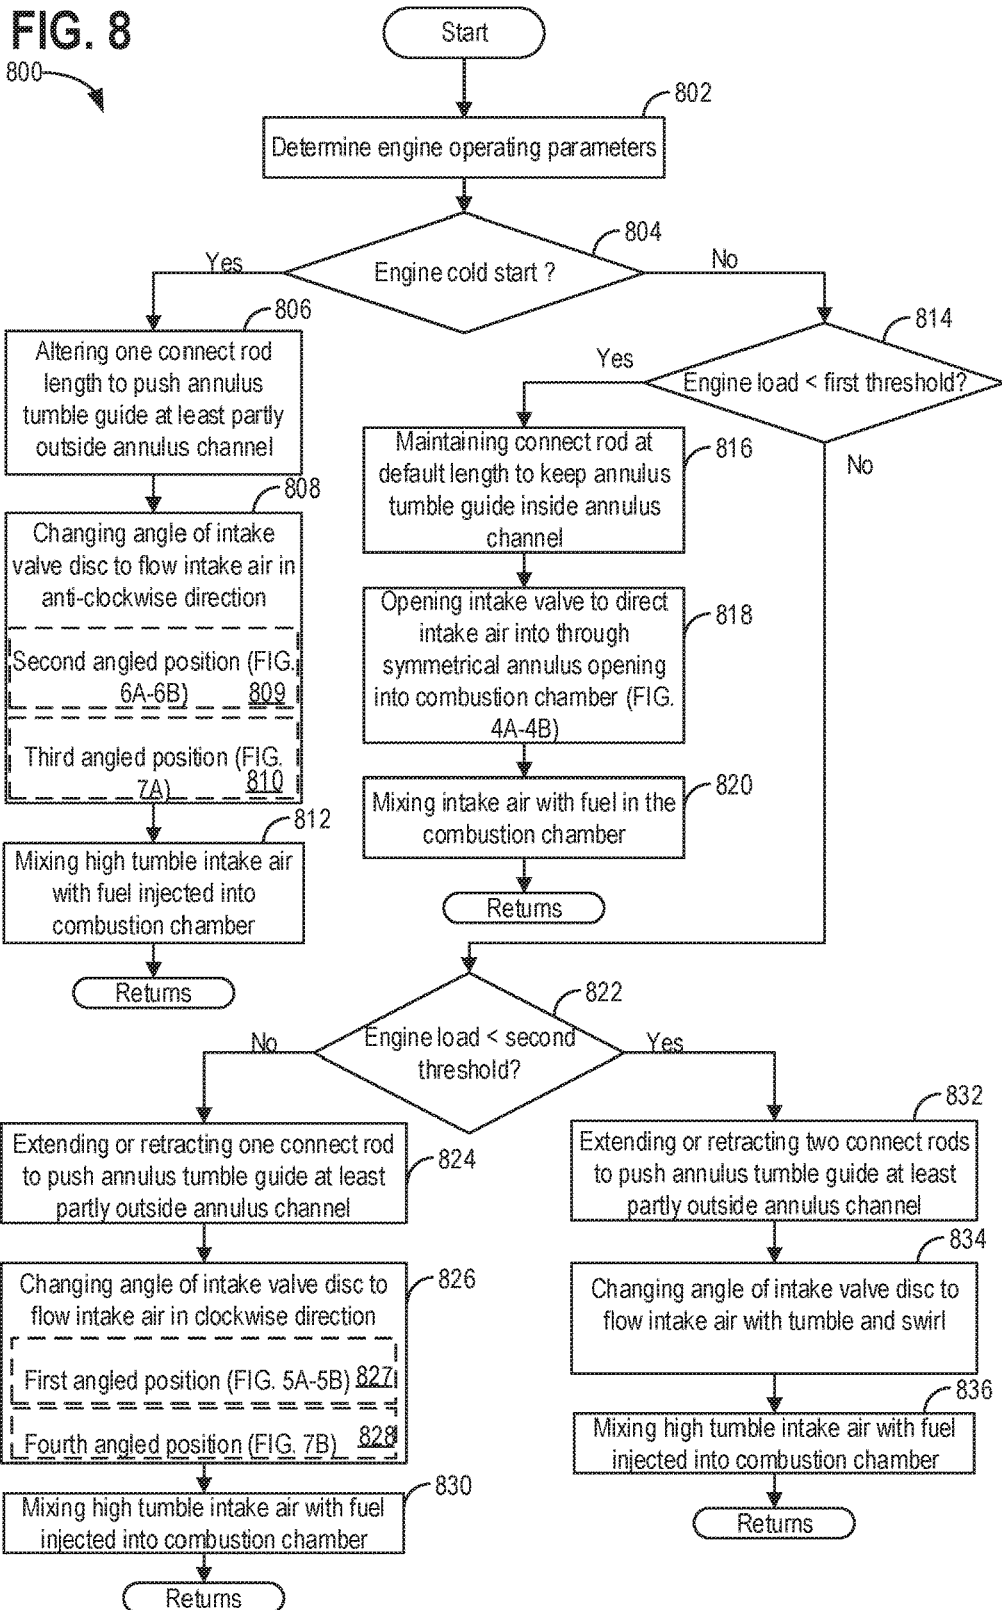 FIG. 8
800
Start
802
Determine engine operating parameters
804
Engine cold start ?
Yes
No
806
Altering one connect rod
length to push annulus
tumble guide at least partly
outside annulus channel
808
Changing angle of intake
valve disc to flow intake air in
anti-clockwise direction
Second angled position (FIG.
6A-6B) 809
Third angled position (FIG.
7A) 810
812
Mixing high tumble intake air
with fuel injected into
combustion chamber
Returns
814
Engine load < first threshold?
Yes
No
816
Maintaining connect rod at
default length to keep annulus
tumble guide inside annulus
channel
818
Opening intake valve to direct
intake air into through
symmetrical annulus opening
into combustion chamber (FIG.
4A-4B)
820
Mixing intake air with fuel in the
combustion chamber
Returns
822
Engine load < second
threshold?
No
Yes
824
Extending or retracting one connect rod
to push annulus tumble guide at least
partly outside annulus channel
826
Changing angle of intake valve disc to
flow intake air in clockwise direction
First angled position (FIG. 5A-5B) 827
Fourth angled position (FIG. 7B) 828
830
Mixing high tumble intake air with fuel
injected into combustion chamber
Returns
832
Extending or retracting two connect rods
to push annulus tumble guide at least
partly outside annulus channel
834
Changing angle of intake valve disc to
flow intake air with tumble and swirl
836
Mixing high tumble intake air with fuel
injected into combustion chamber
Returns